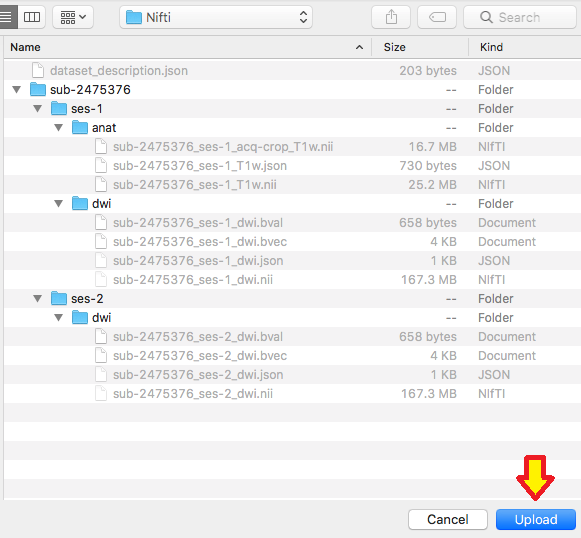 Nifti
Search
Name Size Kind
dataset_description.json 203 bytes JSON
sub-2475376 -- Folder
ses-1 -- Folder
anat -- Folder
sub-2475376_ses-1_acq-crop_T1w.nii 16.7 MB NIfTI
sub-2475376_ses-1_T1w.json 730 bytes JSON
sub-2475376_ses-1_T1w.nii 25.2 MB NIfTI
dwi -- Folder
sub-2475376_ses-1_dwi.bval 658 bytes Document
sub-2475376_ses-1_dwi.bvec 4 KB Document
sub-2475376_ses-1_dwi.json 1 KB JSON
sub-2475376_ses-1_dwi.nii 167.3 MB NIfTI
ses-2 -- Folder
dwi -- Folder
sub-2475376_ses-2_dwi.bval 658 bytes Document
sub-2475376_ses-2_dwi.bvec 4 KB Document
sub-2475376_ses-2_dwi.json 1 KB JSON
sub-2475376_ses-2_dwi.nii 167.3 MB NIfTI
Cancel Upload